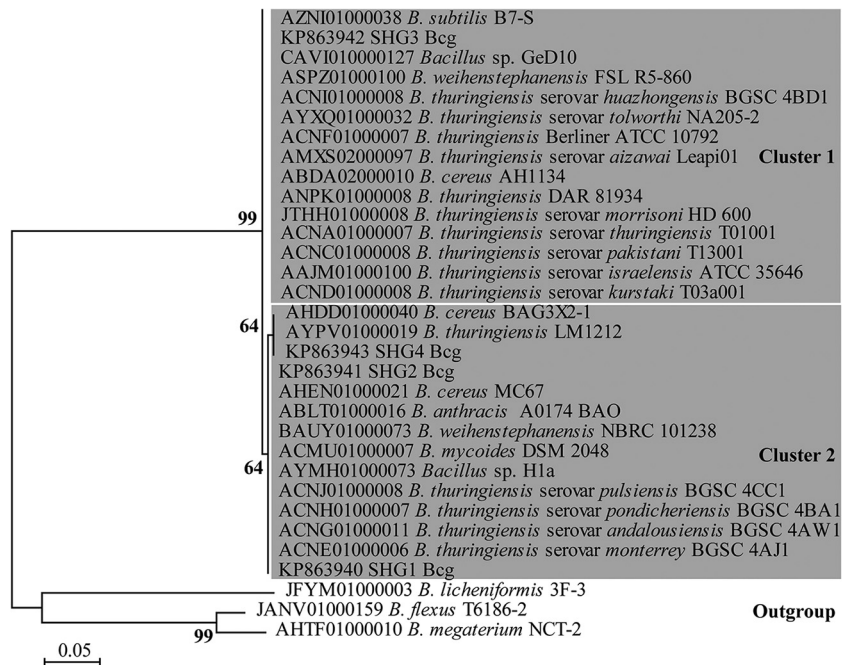 AZNI01000038 B. subtilis B7-S
KP863942 SHG3 Bcg
CAVI010000127 Bacillus sp. GeD10
ASPZ01000100 B. weihenstephanensis FSL R5-860
ACNI01000008 B. thuringiensis serovar huazhongensis BGSC 4BD1
AYXQ01000032 B. thuringiensis serovar tolworthi NA205-2
ACNF01000007 B. thuringiensis Berliner ATCC 10792
AMXS02000097 B. thuringiensis serovar aizawai Leapi01 Cluster 1
ABDA02000010 B. cereus AH1134
ANPK01000008 B. thuringiensis DAR 81934
JTHH01000008 B. thuringiensis serovar morrisoni HD 600
99
ACNA01000007 B. thuringiensis serovar thuringiensis T01001
ACNC01000008 B. thuringiensis serovar pakistani T13001
AAJM01000100 B. thuringiensis serovar israelensis ATCC 35646
ACND01000008 B. thuringiensis serovar kurstaki T03a001
AHDD01000040 B. cereus BAG3X2-1
64
AYPV01000019 B. thuringiensis LM1212
KP863943 SHG4 Bcg
KP863941 SHG2 Bcg
AHEN01000021 B. cereus MC67
ABLT01000016 B. anthracis A0174 BAO
BAUY01000073 B. weihenstephanensis NBRC 101238
ACMU01000007 B. mycoides DSM 2048
Cluster 2
64
AYMH01000073 Bacillus sp. H1a
ACNJ01000008 B. thuringiensis serovar pulsiensis BGSC 4CC1
ACNH01000007 B. thuringiensis serovar pondicheriensis BGSC 4BA1
ACNG01000011 B. thuringiensis serovar andalousiensis BGSC 4AW1
ACNE01000006 B. thuringiensis serovar monterrey BGSC 4AJ1
KP863940 SHG1 Bcg
JFYM01000003 B. licheniformis 3F-3
JANV01000159 B. flexus T6186-2 Outgroup
99
AHTF01000010 B. megaterium NCT-2
0.05